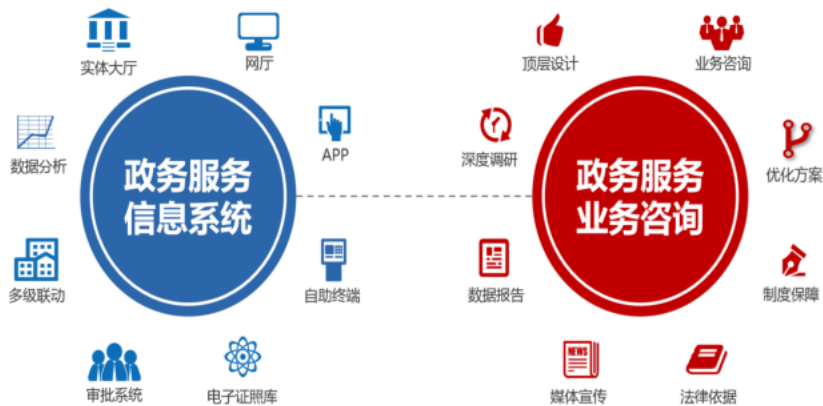 实体大厅
网厅
顶层设计
业务咨询
数据分析
APP
深度调研
优化方案
政务服务
信息系统
政务服务
业务咨询
多级联动
自助终端
数据报告
制度保障
审批系统
电子证照库
NEWS
媒体宣传
法律依据